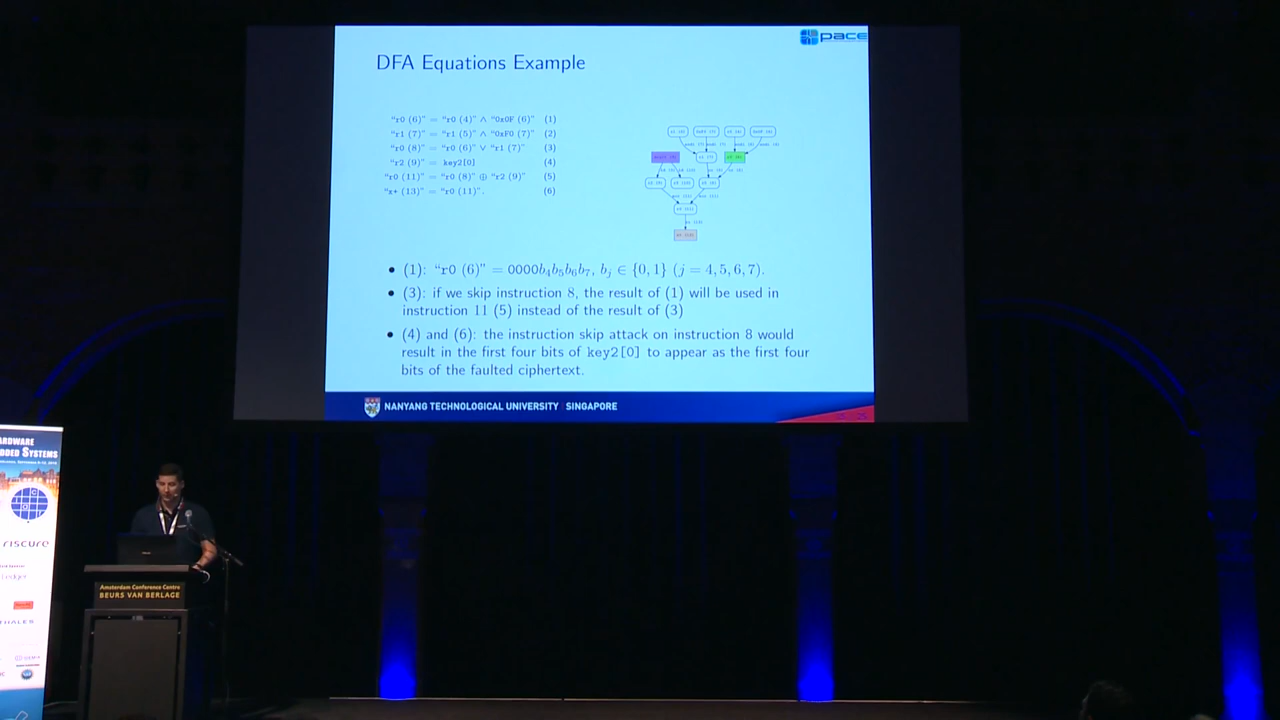 pace
DFA Equations Example
“r0 (6)” = “r0 (4)” ∧ “0x0F (6)” (1)
“r1 (7)” = “r1 (5)” ∧ “0xF0 (7)” (2)
“r0 (8)” = “r0 (6)” ∨ “r1 (7)” (3)
“r2 (9)” = key2[0] (4)
“r0 (11)” = “r0 (8)” ⊕ “r2 (9)” (5)
“x+ (13)” = “r0 (11)”. (6)
• (1): “r0 (6)” = 0000b₄b₅b₆b₇, bⱼ ∈ {0, 1} (j = 4, 5, 6, 7).
• (3): if we skip instruction 8, the result of (1) will be used in
instruction 11 (5) instead of the result of (3)
• (4) and (6): the instruction skip attack on instruction 8 would
result in the first four bits of key2[0] to appear as the first four
bits of the faulted ciphertext.
NANYANG TECHNOLOGICAL UNIVERSITY SINGAPORE
ARDWARE
DDED SYSTEMS
riscure
Ledger
THALES
Amsterdam Conference Centre
BEURS VAN BERLAGE